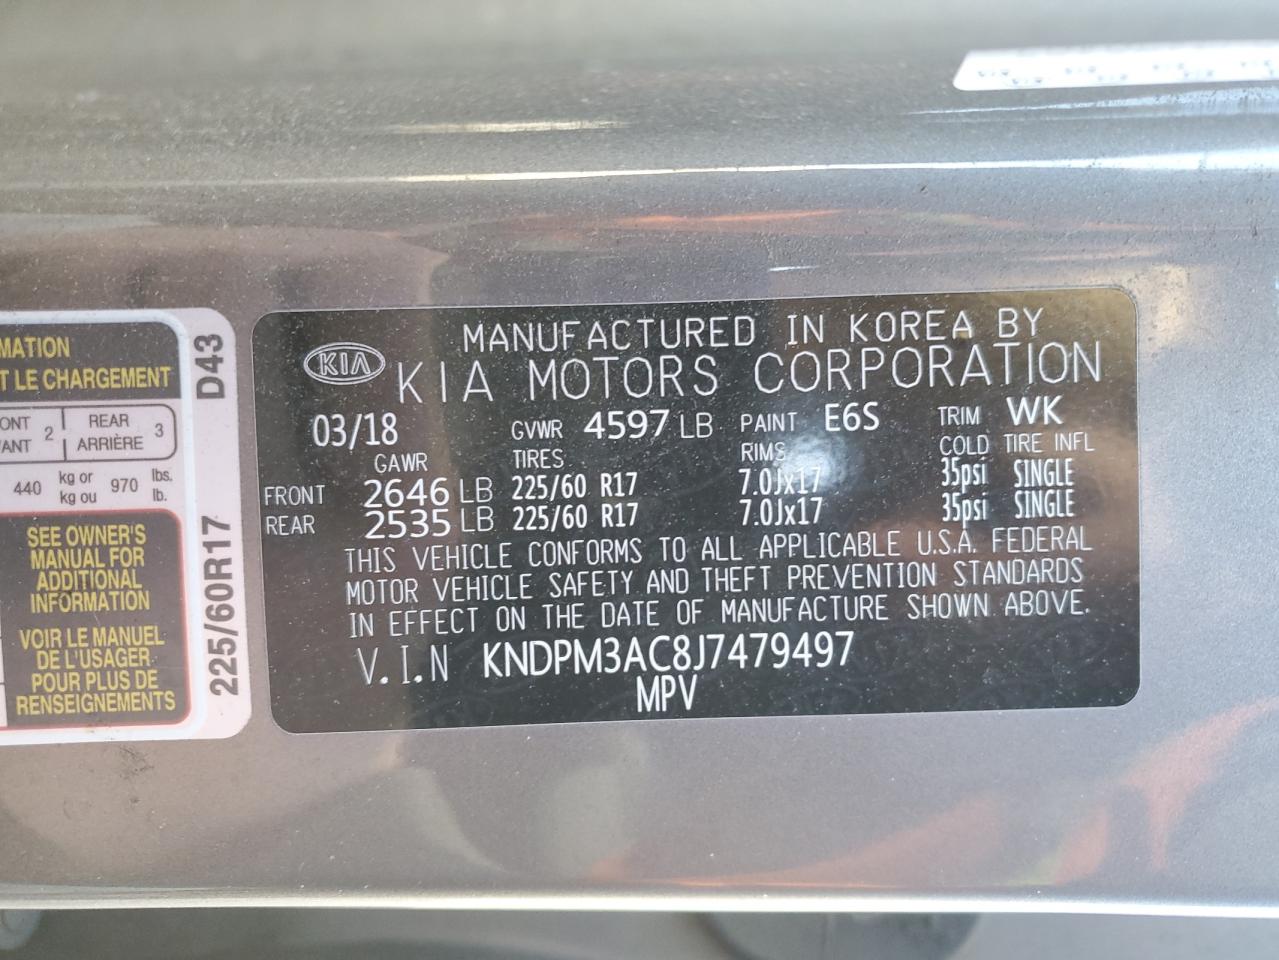 MATION
T LE CHARGEMENT
ONT 2 REAR 3
ANT ARRIÈRE
440 kg or 970 lbs.
kg ou lb.
SEE OWNER'S
MANUAL FOR
ADDITIONAL
INFORMATION
VOIR LE MANUEL
DE L'USAGER
POUR PLUS DE
RENSEIGNEMENTS
225/60R17 D43
MANUFACTURED IN KOREA BY
KIA KIA MOTORS CORPORATION
03/18 GVWR 4597 LB PAINT E6S TRIM WK
GAWR TIRES RIMS COLD TIRE INFL
FRONT 2646 LB 225/60 R17 7.0Jx17 35psi SINGLE
REAR 2535 LB 225/60 R17 7.0Jx17 35psi SINGLE
THIS VEHICLE CONFORMS TO ALL APPLICABLE U.S.A. FEDERAL
MOTOR VEHICLE SAFETY AND THEFT PREVENTION STANDARDS
IN EFFECT ON THE DATE OF MANUFACTURE SHOWN ABOVE.
V.I.N KNDPM3AC8J7479497
MPV